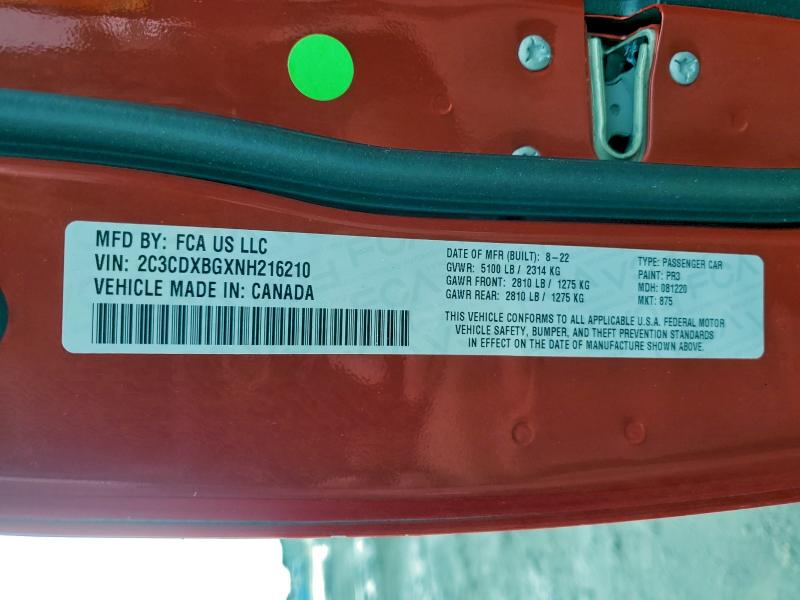 MFD BY: FCA US LLC
VIN: 2C3CDXBGXNH216210
VEHICLE MADE IN: CANADA
DATE OF MFR (BUILT): 8-22
GVWR: 5100 LB / 2314 KG
GAWR FRONT: 2810 LB / 1275 KG
GAWR REAR: 2810 LB / 1275 KG
TYPE: PASSENGER CAR
PAINT: PR3
MDH: 081220
MKT: 875
THIS VEHICLE CONFORMS TO ALL APPLICABLE U.S.A. FEDERAL MOTOR
VEHICLE SAFETY, BUMPER, AND THEFT PREVENTION STANDARDS
IN EFFECT ON THE DATE OF MANUFACTURE SHOWN ABOVE.